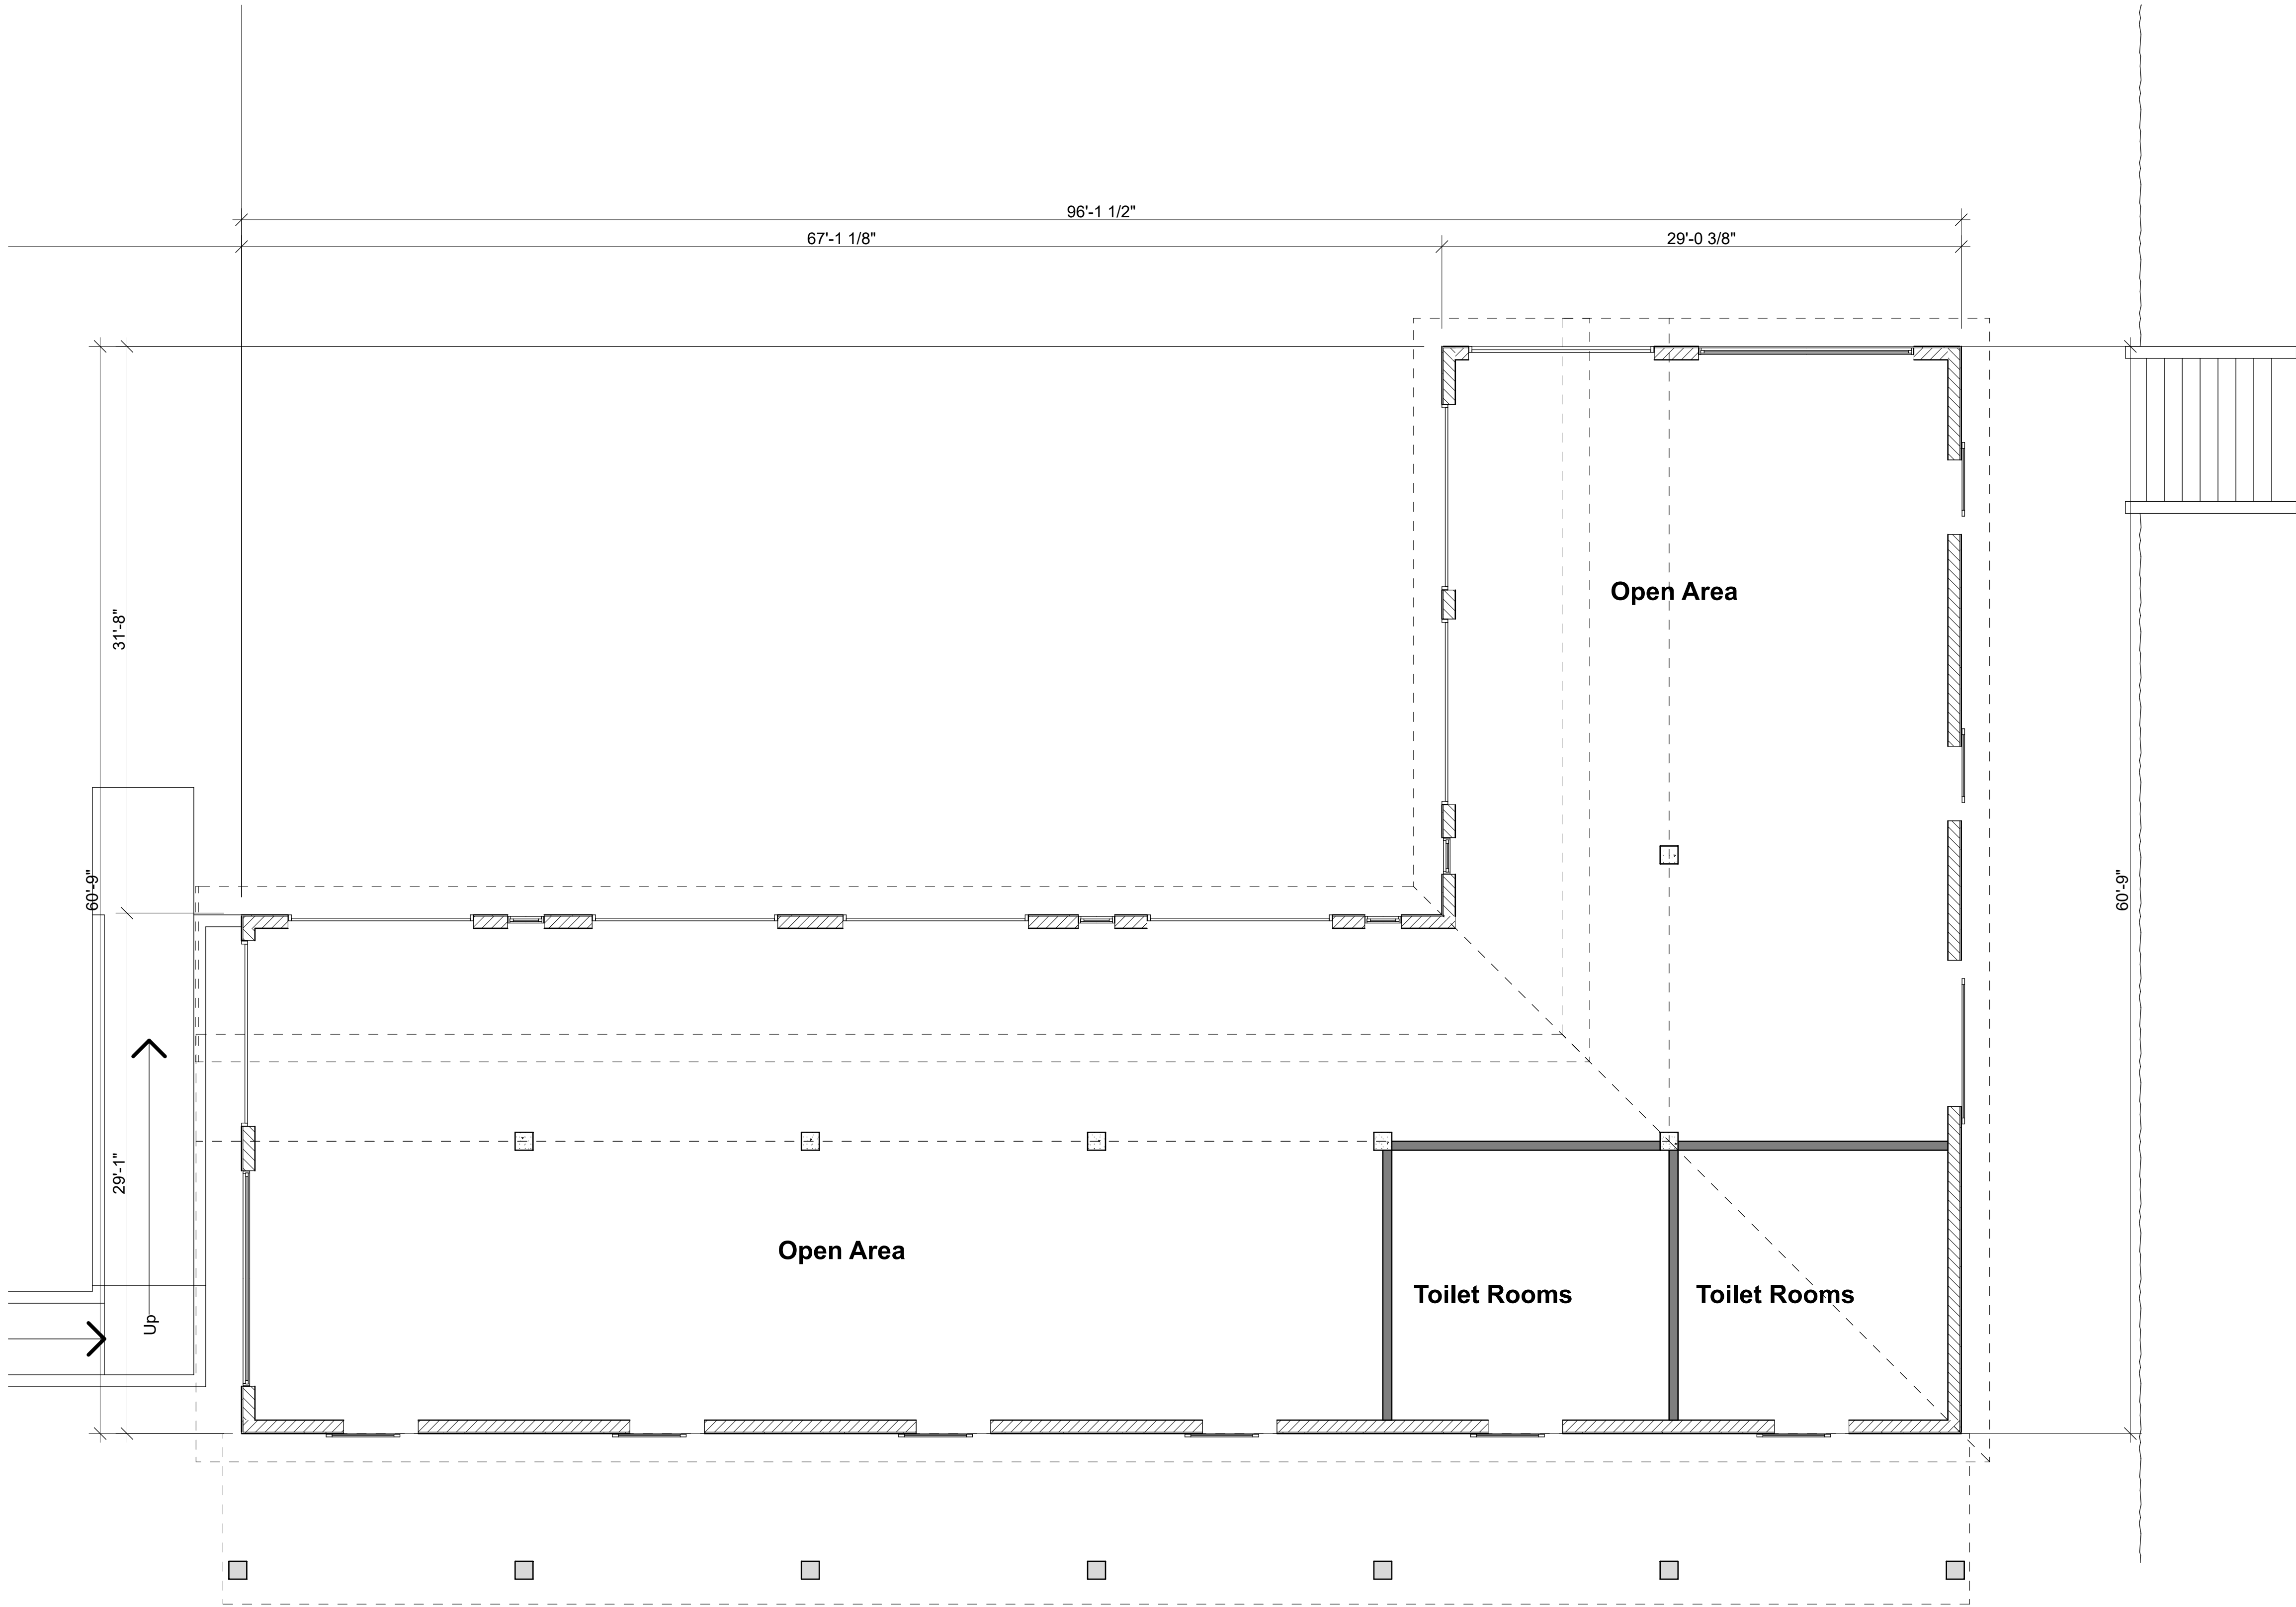 96'-1 1/2"
67'-1 1/8"
29'-0 3/8"
Open Area
31'-8"
60'-9"
60'-9"
29'-1"
Open Area
Toilet Rooms
Toilet Rooms
Up